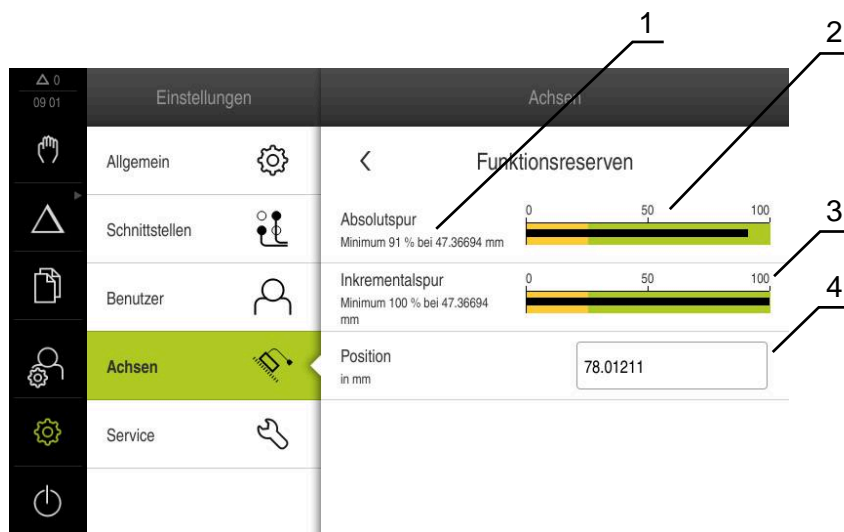 1
2
△ 0
09 01
Einstellungen
Achsen
Allgemein
Funktionsreserven
Absolutspur
Minimum 91 % bei 47.36694 mm
0 50 100
3
Schnittstellen
Inkrementalspur
Minimum 100 % bei 47.36694
mm
0 50 100
4
Benutzer
Position
in mm
78.01211
Achsen
Service